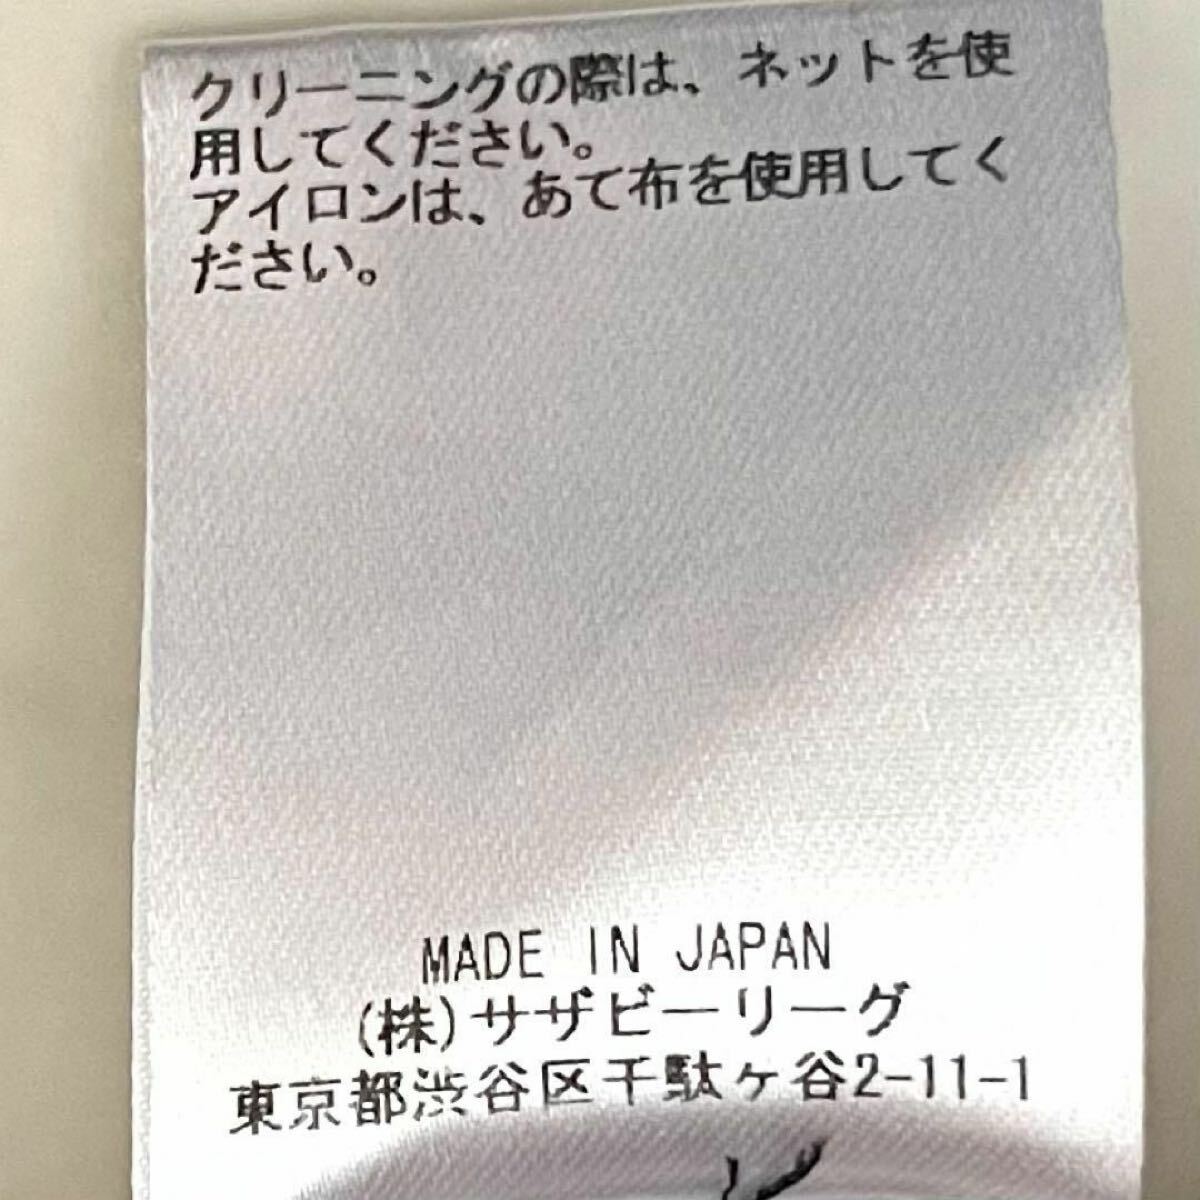 クリーニングの際は、ネットを使
用してください。
アイロンは、あて布を使用してく
ださい。
MADE IN JAPAN
(株)サザビーリーグ
東京都渋谷区千駄ヶ谷2-11-1